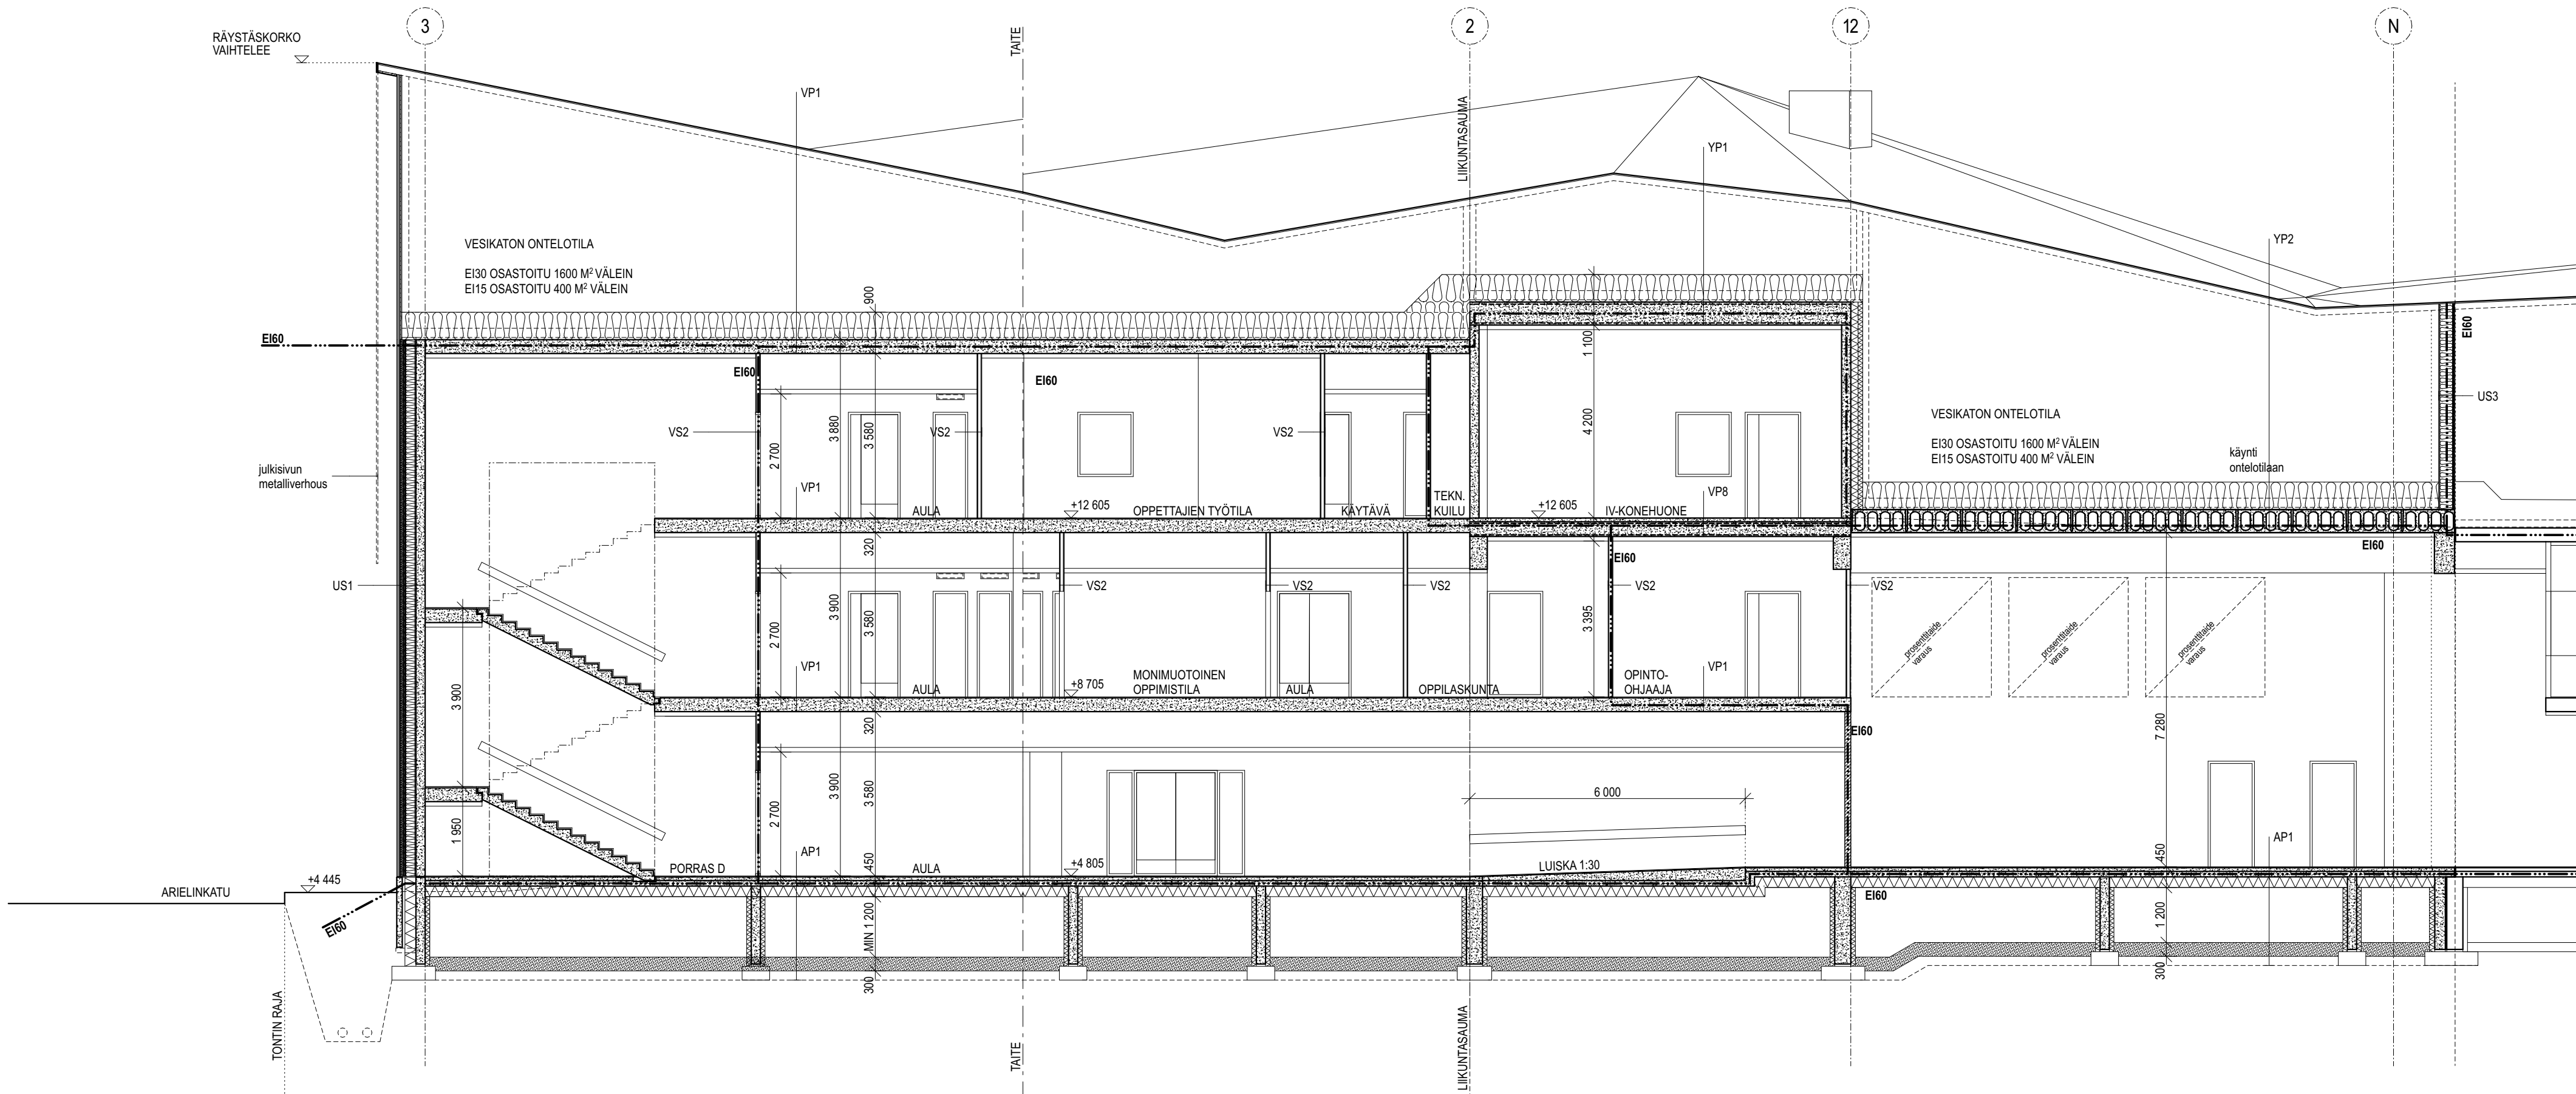 3
2
12
N
RÄYSTÄSKORKO
VAIHTELEE
TAITE
LIIKUNTASAUMA
VP1
YP1
YP2
VESIKATON ONTELOTILA
EI30 OSASTOITU 1600 M² VÄLEIN
EI15 OSASTOITU 400 M² VÄLEIN
900
EI60
EI60
EI60
EI60
1 100
4 200
3 880
3 580
2 700
VS2
VS2
VS2
US3
VESIKATON ONTELOTILA
EI30 OSASTOITU 1600 M² VÄLEIN
EI15 OSASTOITU 400 M² VÄLEIN
käynti
ontelotilaan
julkisivun
metalliverhous
VP1
VP8
AULA
+12 605
OPPETTAJIEN TYÖTILA
KÄYTÄVÄ
TEKN.
KUILU
+12 605
IV-KONEHUONE
320
EI60
EI60
US1
VS2
VS2
VS2
VS2
VS2
3 900
3 580
2 700
3 395
prosenttitaide
varaus
prosenttitaide
varaus
prosenttitaide
varaus
VP1
VP1
AULA
+8 705
MONIMUOTOINEN
OPPIMISTILA
AULA
OPPILASKUNTA
OPINTO-
OHJAAJA
3 900
320
7 280
EI60
3 900
3 580
2 700
6 000
1 950
AP1
AP1
450
450
PORRAS D
AULA
+4 805
LUISKA 1:30
ARIELINKATU
+4 445
EI60
EI60
MIN 1 200
1 200
300
300
TONTIN RAJA
TAITE
LIIKUNTASAUMA